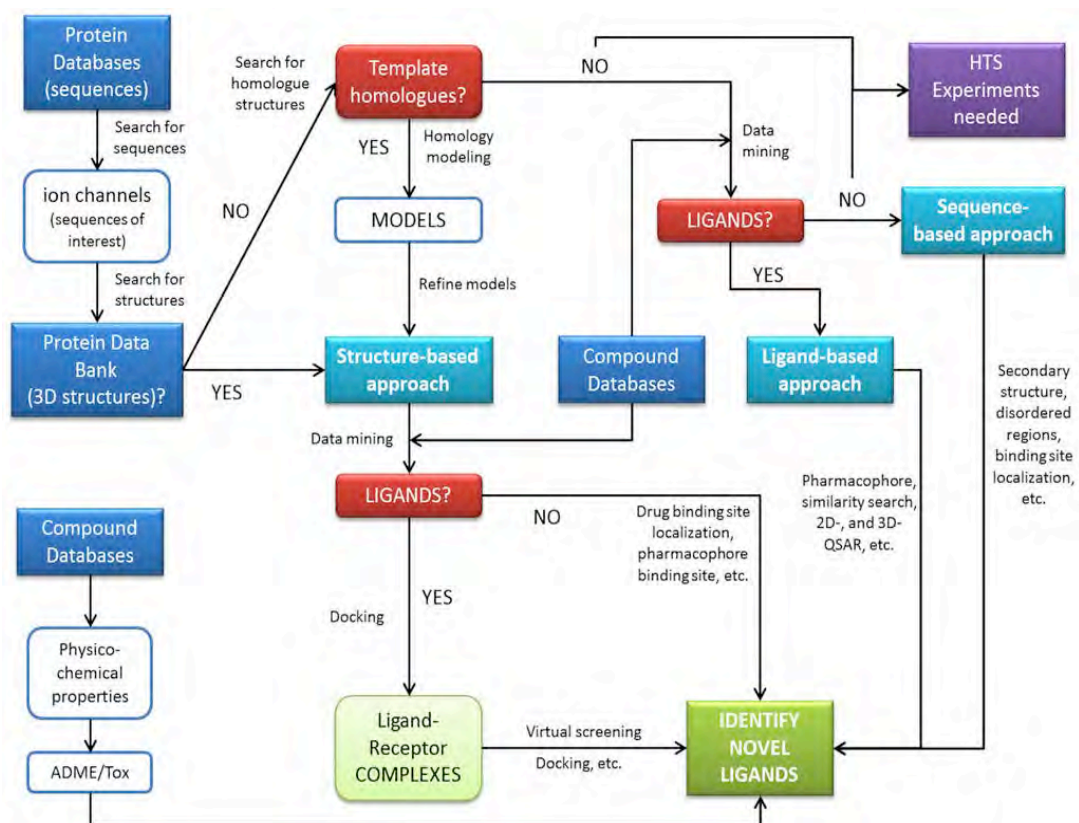 Protein
Databases
(sequences)
Search for
sequences
ion channels
(sequences of
interest)
Search for
structures
Protein Data
Bank
(3D structures)?
NO
YES
Search for
homologue
structures
Template
homologues?
YES
Homology
modeling
MODELS
Refine models
Structure-based
approach
Data mining
LIGANDS?
NO
YES
Docking
Ligand-
Receptor
COMPLEXES
Virtual screening
Docking, etc.
Drug binding site
localization,
pharmacophore
binding site, etc.
NO
HTS
Experiments
needed
Data
mining
LIGANDS?
NO
YES
Sequence-
based approach
Compound
Databases
Ligand-based
approach
Pharmacophore,
similarity search,
2D-, and 3D-
QSAR, etc.
Secondary
structure,
disordered
regions,
binding site
localization,
etc.
IDENTIFY
NOVEL
LIGANDS
Compound
Databases
Physico-
chemical
properties
ADME/Tox